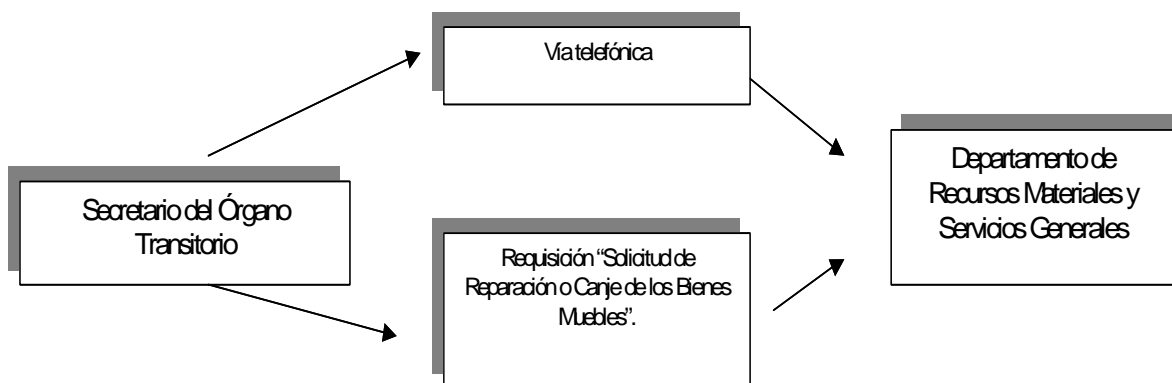 Vía telefónica
Secretario del Órgano
Transitorio
Requisición “Solicitud de
Reparación o Canje de los Bienes
Muebles”.
Departamento de
Recursos Materiales y
Servicios Generales